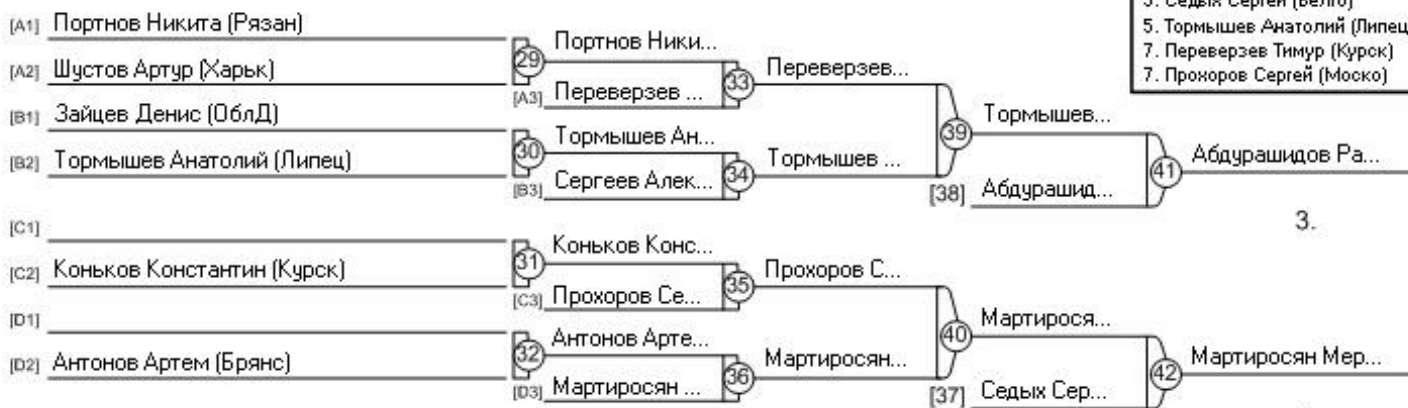 5. Седых Сергей (Белго)
5. Тормышев Анатолий (Липец
7. Переверзев Тимур (Курск)
7. Прохоров Сергей (Моско)
[A1] Портнов Никита (Рязан)
[A2] Шустов Артур (Харьк)
[B1] Зайцев Денис (ОблД)
[B2] Тормышев Анатолий (Липец)
[C1]
[C2] Коньков Константин (Курск)
[D1]
[D2] Антонов Артем (Брянс)
29 Портнов Ники...
[A3] Переверзев ...
30 Тормышев Ан...
[B3] Сергеев Алек...
31 Коньков Конс...
[C3] Прохоров Се...
32 Антонов Арте...
[D3] Мартиросян ...
33 Переверзев...
34 Тормышев ...
35 Прохоров С...
36 Мартиросян...
39 Тормышев...
[38] Абдурашид...
40 Мартирося...
[37] Седых Сер...
41 Абдурашидов Ра...
3.
42 Мартиросян Мер...